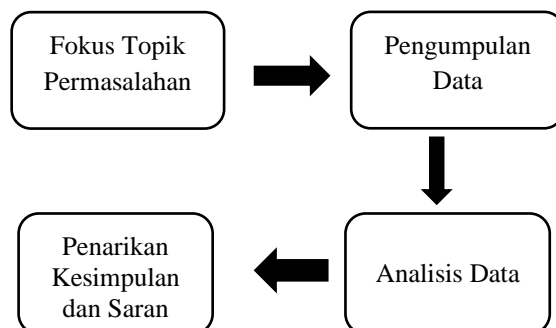 Fokus Topik
Permasalahan
Pengumpulan
Data
Analisis Data
Penarikan
Kesimpulan
dan Saran